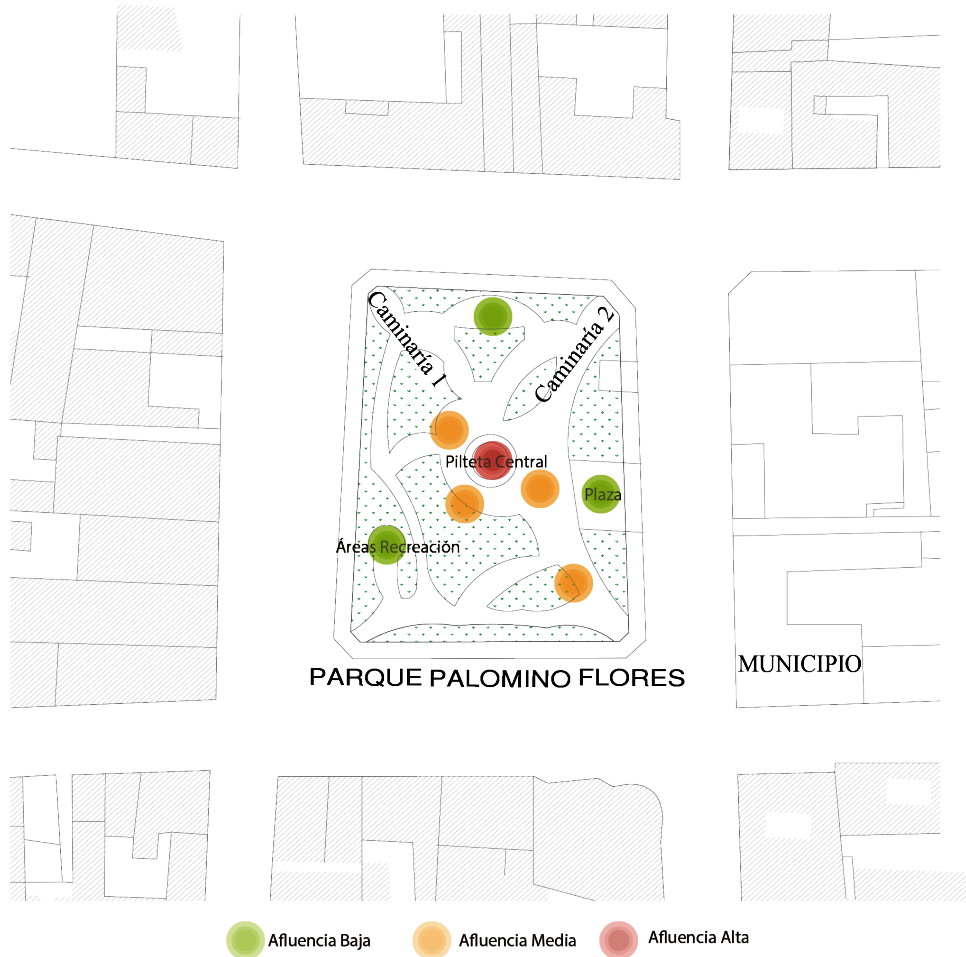 Caminaría 1
Caminaría 2
Pilteta Central
Plaza
Áreas Recreación
MUNICIPIO
PARQUE PALOMINO FLORES
Afluencia Baja
Afluencia Media
Afluencia Alta